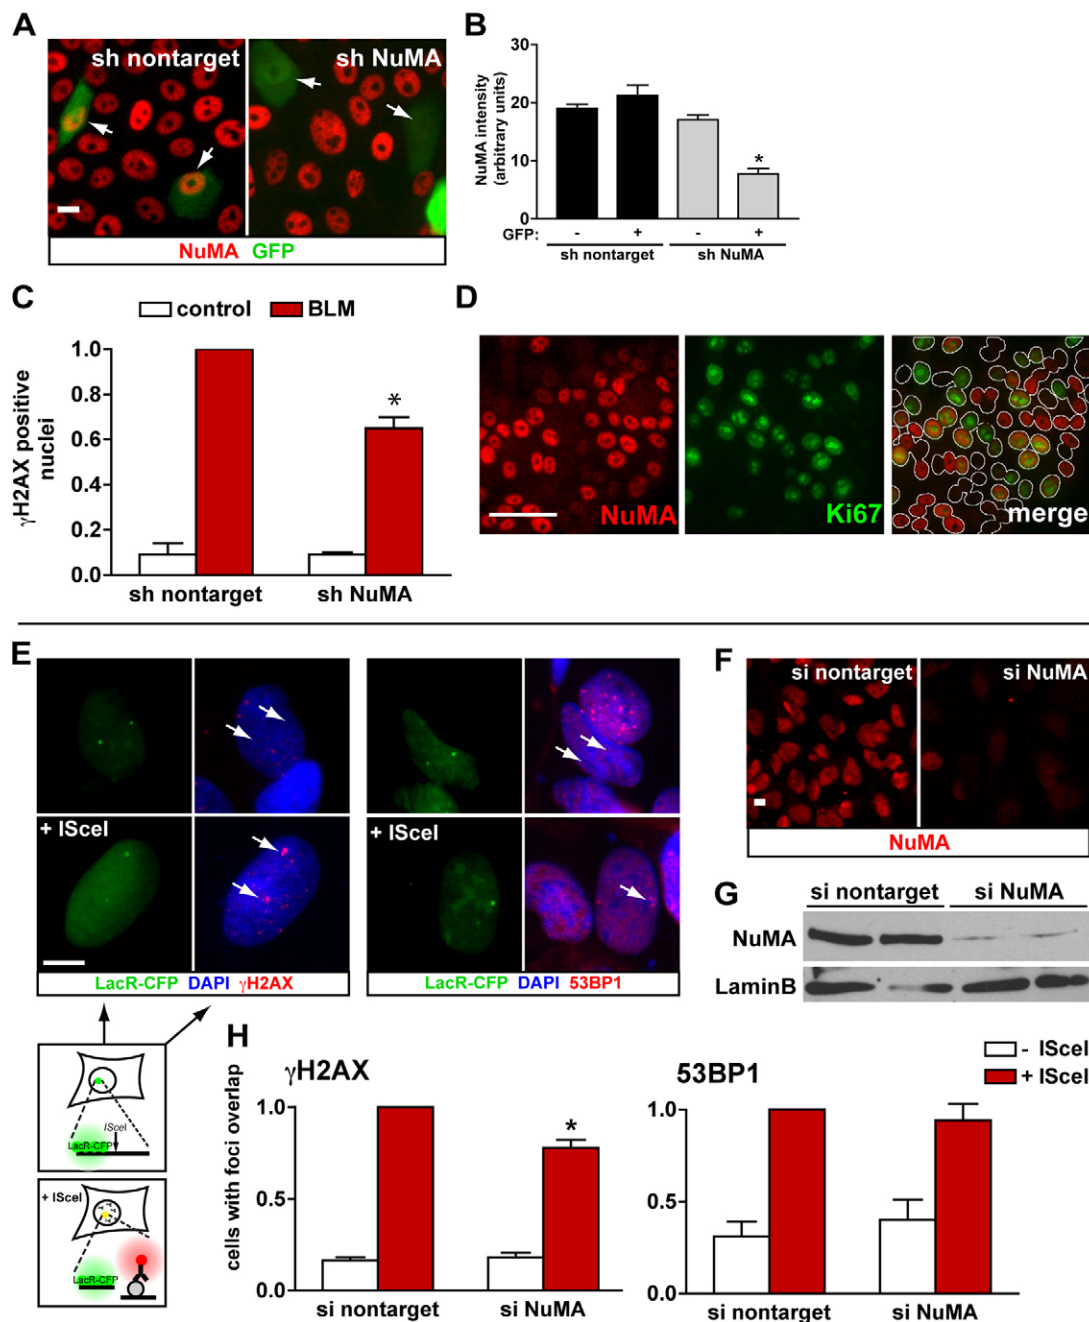 A
sh nontarget
sh NuMA
NuMA GFP
B
NuMA intensity
(arbitrary units)
30
20
10
0
GFP: - + - +
sh nontarget sh NuMA
C
control BLM
γH2AX positive
nuclei
1.0
0.8
0.6
0.4
0.2
0.0
*
sh nontarget sh NuMA
*
D
NuMA
Ki67
merge
E
+ IScel
+ IScel
LacR-CFP DAPI γH2AX
LacR-CFP DAPI 53BP1
IScel
LacR-CFP
+ IScel
LacR-CFP
F
si nontarget
si NuMA
NuMA
G
si nontarget si NuMA
NuMA
LaminB
H
- IScel
+ IScel
γH2AX
cells with foci overlap
1.0
0.5
0.0
*
si nontarget si NuMA
53BP1
1.0
0.5
0.0
si nontarget si NuMA